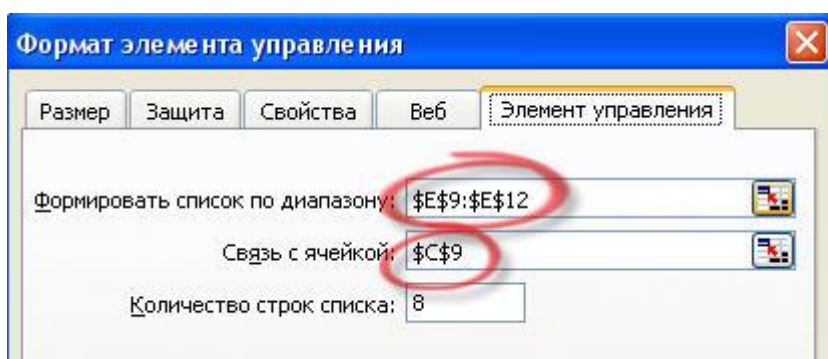 Формат элемента управления
Размер Защита Свойства Веб Элемент управления
Формировать список по диапазону: $E$9:$E$12
Связь с ячейкой: $C$9
Количество строк списка: 8